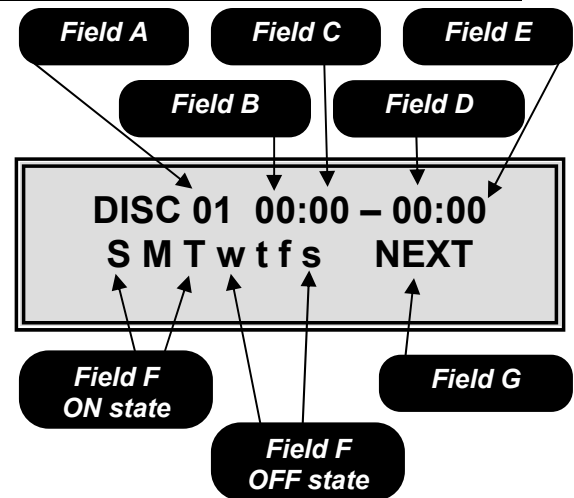 Field A
Field C
Field E
Field B
Field D
DISC 01 00:00 – 00:00
S M T w t f s NEXT
Field F
ON state
Field G
Field F
OFF state